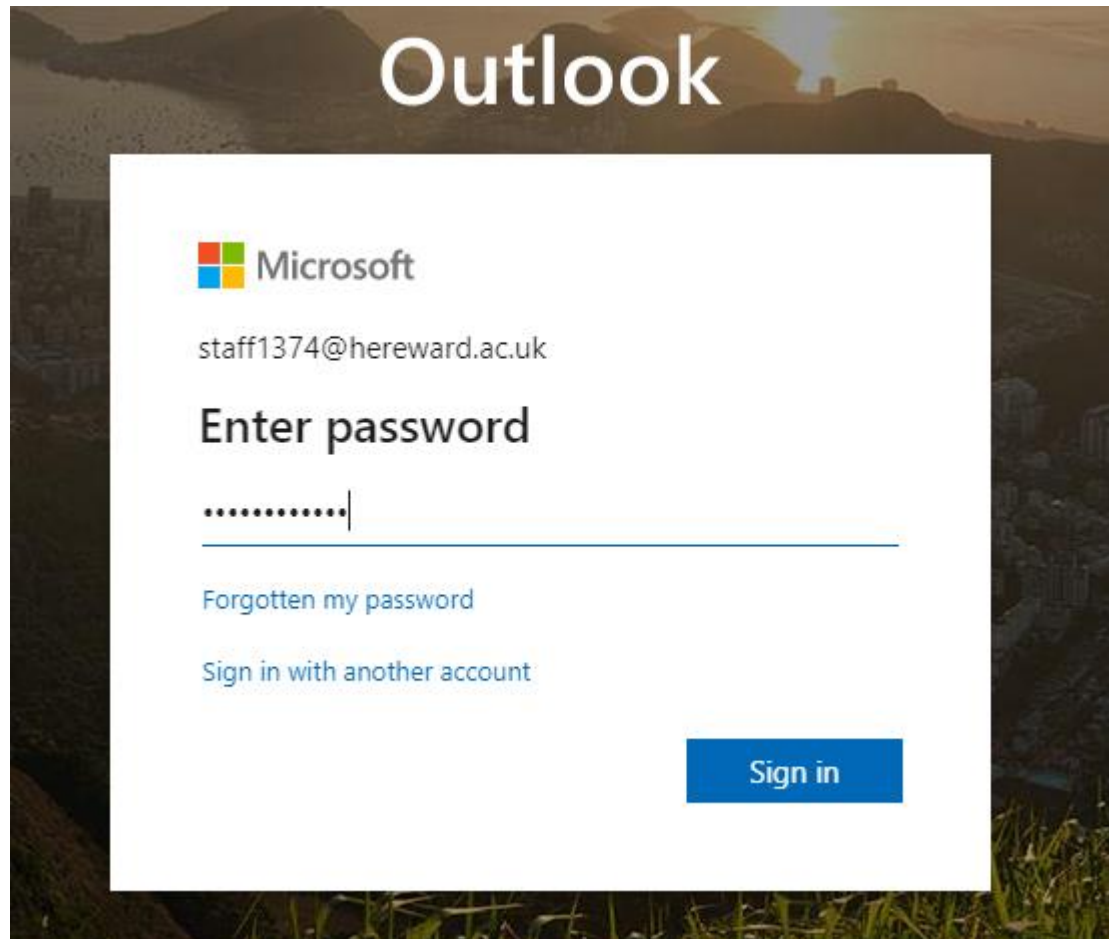 Outlook
Microsoft
staff1374@hereward.ac.uk
Enter password
••••••••••••
Forgotten my password
Sign in with another account
Sign in